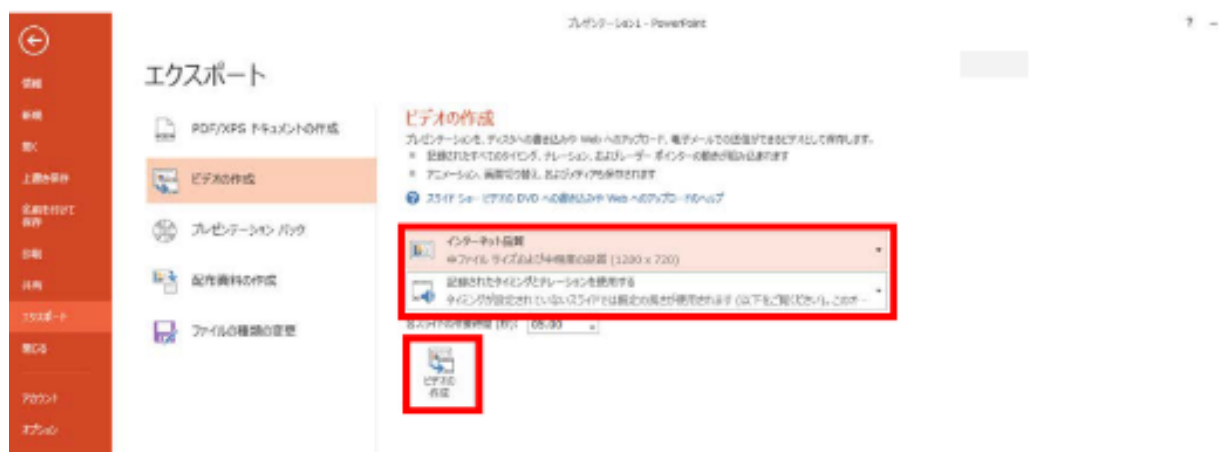 プレゼンテーション1 - PowerPoint
?
エクスポート
情報
新規
開く
上書き保存
名前を付けて
保存
印刷
共有
エクスポート
閉じる
アカウント
オプション
PDF/XPS ドキュメントの作成
ビデオの作成
プレゼンテーション パック
配布資料の作成
ファイルの種類の変更
ビデオの作成
プレゼンテーションを、ディスクへの書き込みや Web へのアップロード、電子メールでの送信ができるビデオとして保存します。
記録されたすべてのタイミング、ナレーション、およびレーザー ポインターの動きが組み込まれます
アニメーション、画面切り替え、およびメディアも保存されます
スライド ショー ビデオの DVD への書き込みや Web へのアップロードのヘルプ
インターネット品質
中ファイル サイズおよび中程度の画質 (1280 x 720)
記録されたタイミングとナレーションを使用する
タイミングが設定されていないスライドでは既定の長さが使用されます (以下をご覧ください)。このオ...
各スライドの所要時間 (秒): 05.00
ビデオの
作成